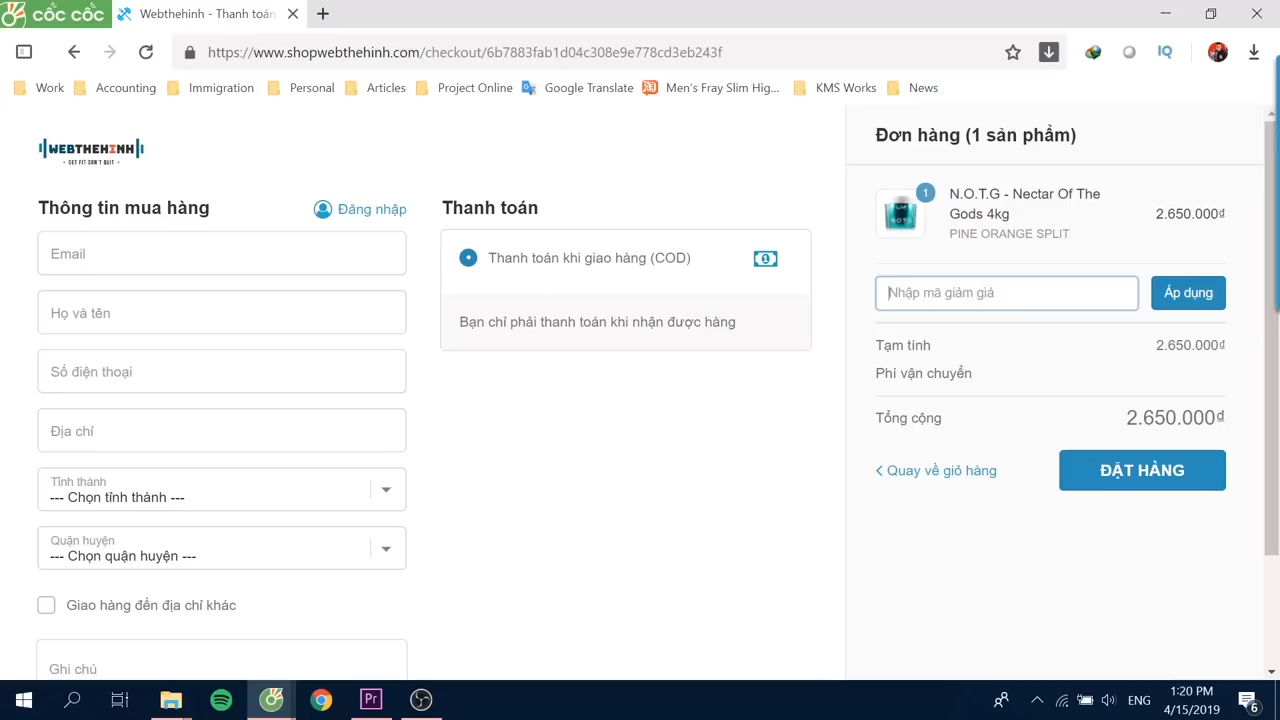 cốc cốc
Webthehinh - Thanh toán
https://www.shopwebthehinh.com/checkout/6b7883fab1d04c308e9e778cd3eb243f
IQ
Work
Accounting
Immigration
Personal
Articles
Project Online
Google Translate
Men's Fray Slim Hig...
KMS Works
News
WEBTHEHINH
• GET FIT DON'T QUIT •
Thông tin mua hàng
Đăng nhập
Email
Họ và tên
Số điện thoại
Địa chỉ
Tỉnh thành
--- Chọn tỉnh thành ---
Quận huyện
--- Chọn quận huyện ---
Giao hàng đến địa chỉ khác
Ghi chú
Thanh toán
Thanh toán khi giao hàng (COD)
Bạn chỉ phải thanh toán khi nhận được hàng
Đơn hàng (1 sản phẩm)
1
N.O.T.G - Nectar Of The
Gods 4kg
PINE ORANGE SPLIT
2.650.000₫
Nhập mã giảm giá
Áp dụng
Tạm tính 2.650.000₫
Phí vận chuyển
Tổng cộng 2.650.000₫
Quay về giỏ hàng
ĐẶT HÀNG
Pr
ENG
1:20 PM
4/15/2019
6